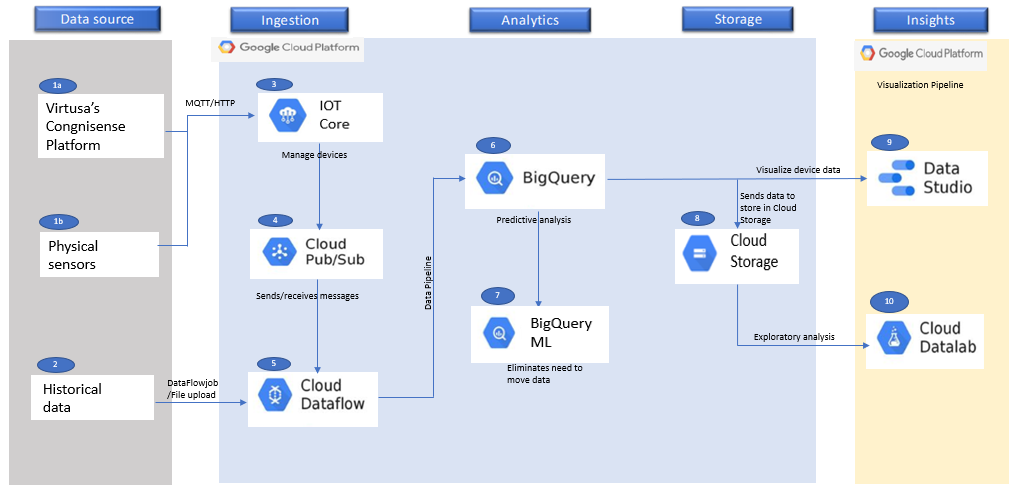 Data source
Ingestion
Analytics
Storage
Insights
Google Cloud Platform
Google Cloud Platform
Visualization Pipeline
1a
Virtusa's
Congnisense
Platform
MQTT/HTTP
3
IOT
Core
Manage devices
1b
Physical
sensors
4
Cloud
Pub/Sub
Sends/receives messages
2
Historical
data
DataFlowjob
/File upload
5
Cloud
Dataflow
Data Pipeline
6
BigQuery
Predictive analysis
7
BigQuery
ML
Eliminates need to
move data
Visualize device data
Sends data to
store in Cloud
Storage
8
Cloud
Storage
Exploratory analysis
9
Data
Studio
10
Cloud
Datalab